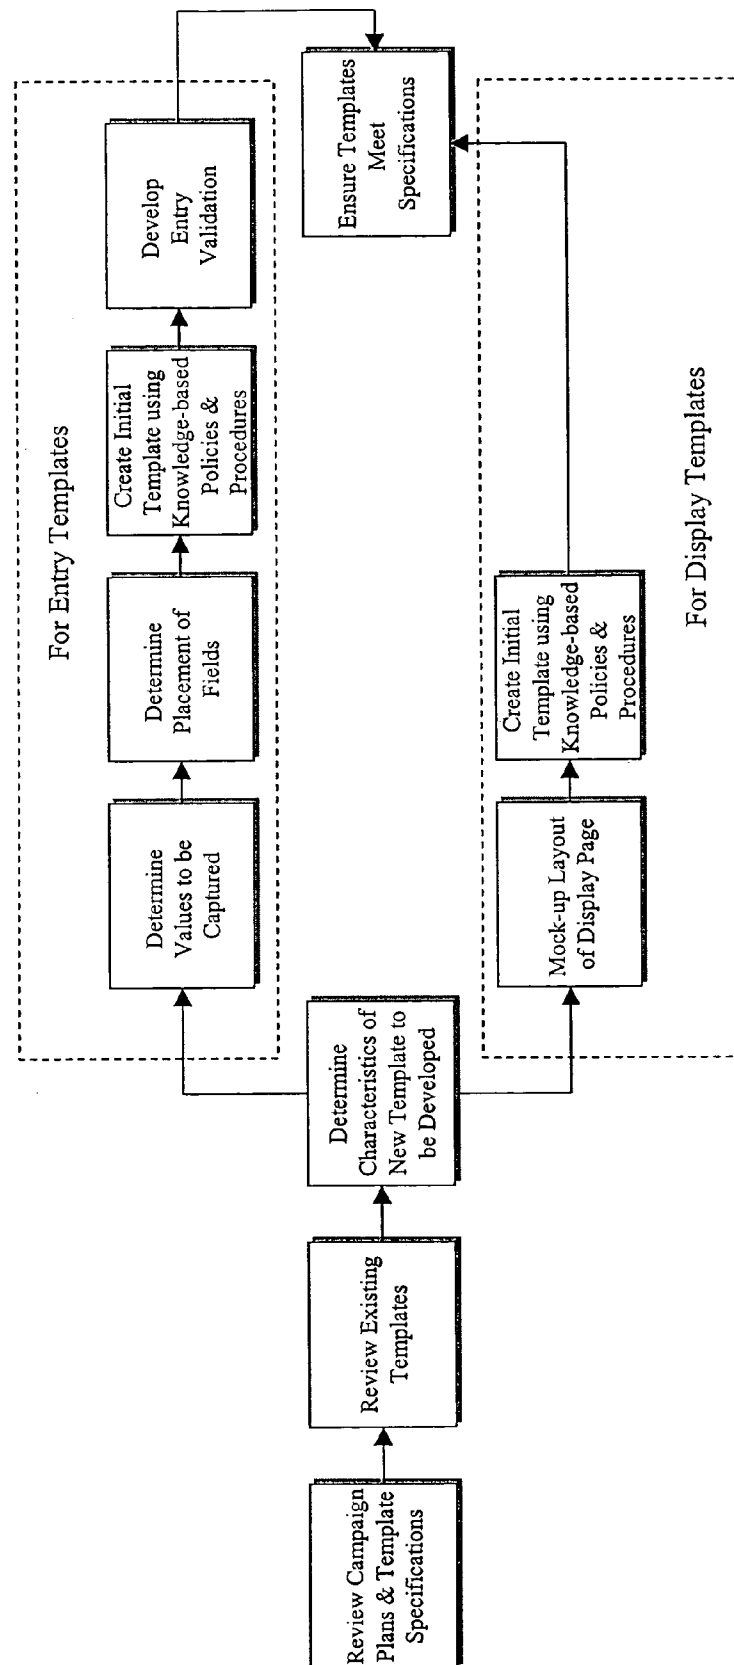 Review Campaign
Plans & Template
Specifications
Review Existing
Templates
Determine
Characteristics of
New Template to
be Developed
For Entry Templates
Determine
Values to be
Captured
Determine
Placement of
Fields
Create Initial
Template using
Knowledge-based
Policies &
Procedures
Develop
Entry
Validation
Ensure Templates
Meet
Specifications
Mock-up Layout
of Display Page
Create Initial
Template using
Knowledge-based
Policies &
Procedures
For Display Templates